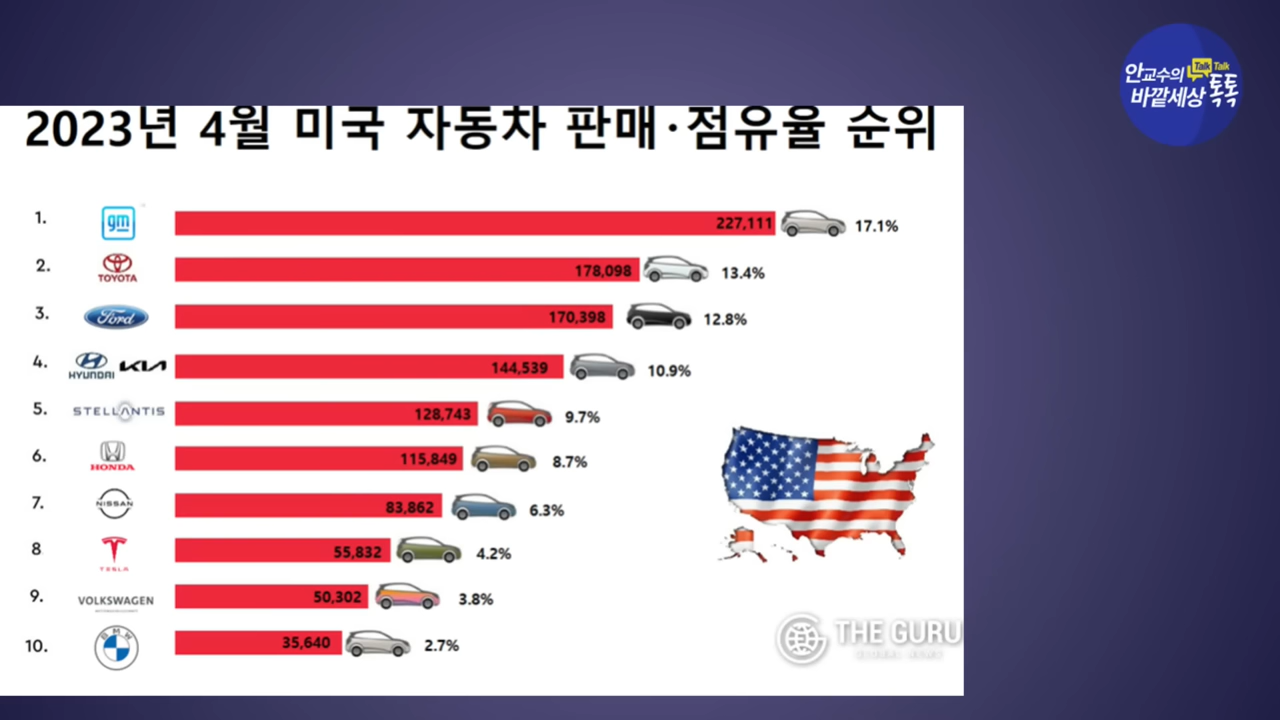 안교수의 Talk Talk
바깥세상 톡톡
2023년 4월 미국 자동차 판매·점유율 순위
1. gm 227,111 17.1%
2. TOYOTA 178,098 13.4%
3. Ford 170,398 12.8%
4. HYUNDAI KIA 144,539 10.9%
5. STELLANTIS 128,743 9.7%
6. HONDA 115,849 8.7%
7. NISSAN 83,862 6.3%
8 TESLA 55,832 4.2%
9. VOLKSWAGEN 50,302 3.8%
10. BMW 35,640 2.7%
THE GURU
GLOBAL NEWS